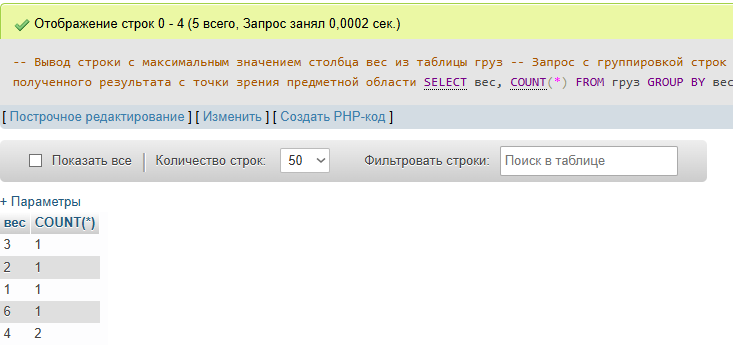 Отображение строк 0 - 4 (5 всего, Запрос занял 0,0002 сек.)
-- Вывод строки с максимальным значением столбца вес из таблицы груз -- Запрос с группировкой строк
полученного результата с точки зрения предметной области SELECT вес, COUNT(*) FROM груз GROUP BY вес
[ Построчное редактирование ] [ Изменить ] [ Создать PHP-код ]
Показать все Количество строк: 50 Фильтровать строки: Поиск в таблице
+ Параметры
вес COUNT(*)
3 1
2 1
1 1
6 1
4 2